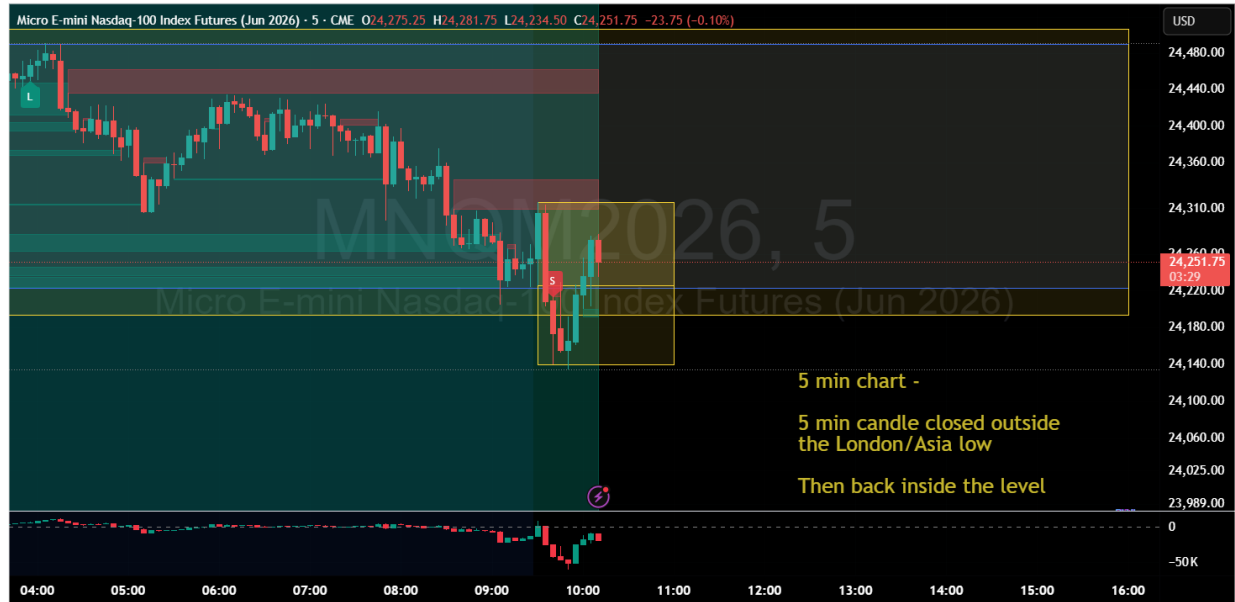 Micro E-mini Nasdaq-100 Index Futures (Jun 2026) · 5 · CME O24,275.25 H24,281.75 L24,234.50 C24,251.75 −23.75 (−0.10%)
USD
24,480.00
24,440.00
L
24,400.00
24,360.00
MNQM2026, 5
24,310.00
24,260.00
24,251.75
03:29
S
24,220.00
Micro E-mini Nasdaq-100 Index Futures (Jun 2026)
24,180.00
24,140.00
5 min chart -
24,100.00
5 min candle closed outside
the London/Asia low
24,060.00
24,025.00
Then back inside the level
23,989.00
0
−50K
04:00 05:00 06:00 07:00 08:00 09:00 10:00 11:00 12:00 13:00 14:00 15:00 16:00